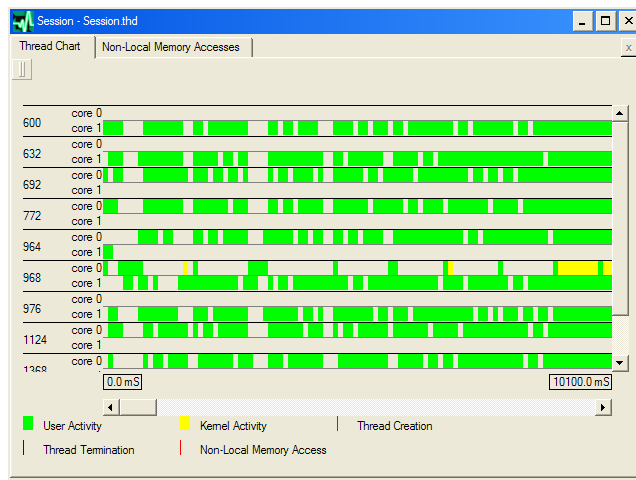 Session - Session.thd
Thread Chart Non-Local Memory Accesses x
600 core 0
core 1
632 core 0
core 1
692 core 0
core 1
772 core 0
core 1
964 core 0
core 1
968 core 0
core 1
976 core 0
core 1
1124 core 0
core 1
1368 core 0
0.0 mS 10100.0 mS
User Activity Kernel Activity Thread Creation
Thread Termination Non-Local Memory Access